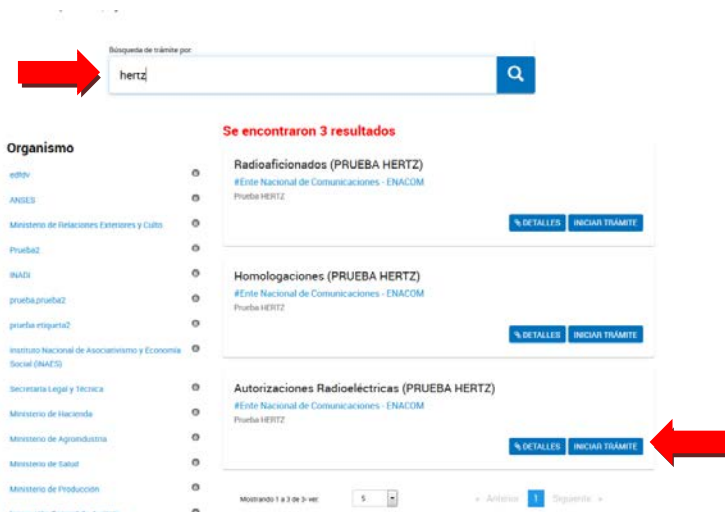 Búsqueda de trámite por:
hertz
Organismo
edfdv
ANSES
Ministerio de Relaciones Exteriores y Culto
Prueba2
INADI
prueba,prueba2
prueba etiqueta2
Instituto Nacional de Asociativismo y Economía
Social (INAES)
Secretaría Legal y Técnica
Ministerio de Hacienda
Ministerio de Agroindustria
Ministerio de Salud
Ministerio de Producción
Se encontraron 3 resultados
Radioaficionados (PRUEBA HERTZ)
#Ente Nacional de Comunicaciones - ENACOM
Prueba HERTZ
DETALLES INICIAR TRÁMITE
Homologaciones (PRUEBA HERTZ)
#Ente Nacional de Comunicaciones - ENACOM
Prueba HERTZ
DETALLES INICIAR TRÁMITE
Autorizaciones Radioeléctricas (PRUEBA HERTZ)
#Ente Nacional de Comunicaciones - ENACOM
Prueba HERTZ
DETALLES INICIAR TRÁMITE
Mostrando 1 a 3 de 3- ver: 5 « Anterior 1 Siguiente »